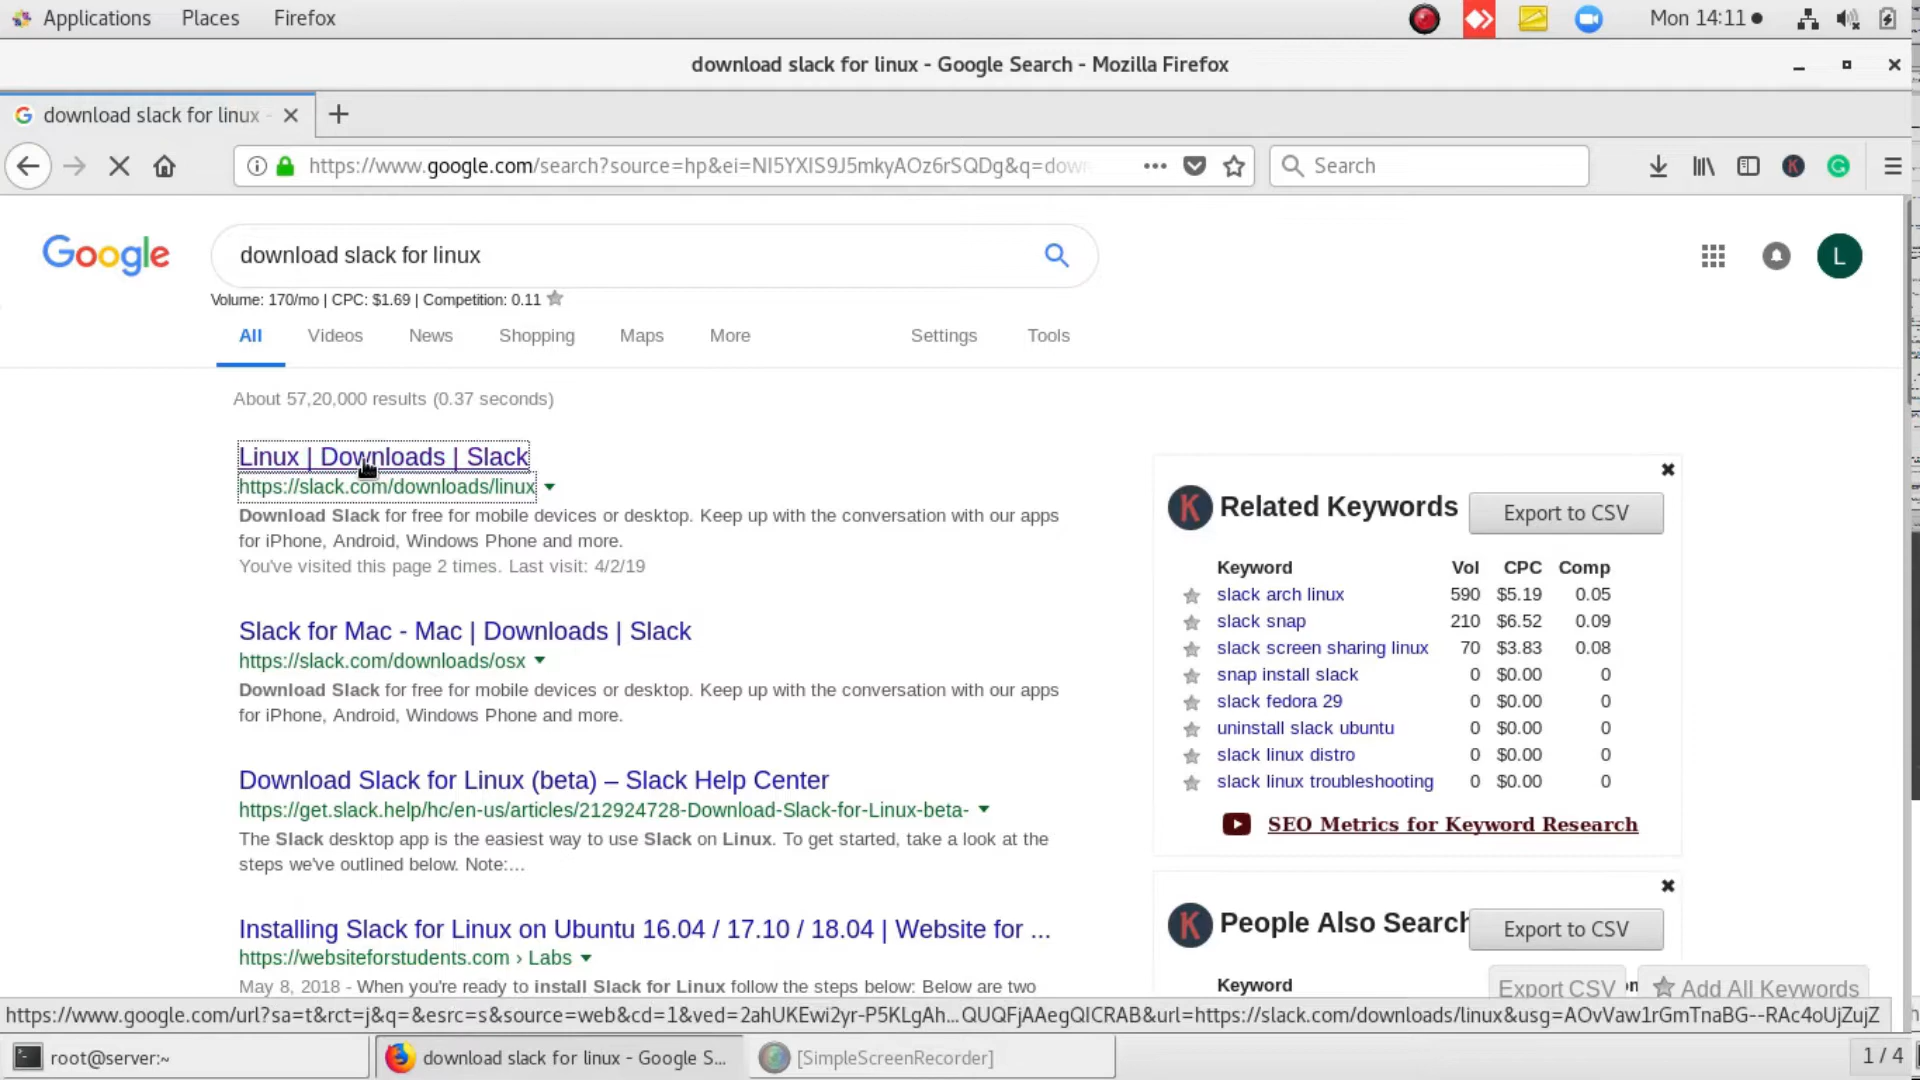 Applications Places Firefox Mon 14:11
download slack for linux - Google Search - Mozilla Firefox
download slack for linux -
https://www.google.com/search?source=hp&ei=NI5YXIS9J5mkyAOz6rSQDg&q=down Search
Google download slack for linux L
Volume: 170/mo | CPC: $1.69 | Competition: 0.11
All Videos News Shopping Maps More Settings Tools
About 57,20,000 results (0.37 seconds)
Linux | Downloads | Slack
https://slack.com/downloads/linux
Download Slack for free for mobile devices or desktop. Keep up with the conversation with our apps
for iPhone, Android, Windows Phone and more.
You've visited this page 2 times. Last visit: 4/2/19
Slack for Mac - Mac | Downloads | Slack
https://slack.com/downloads/osx
Download Slack for free for mobile devices or desktop. Keep up with the conversation with our apps
for iPhone, Android, Windows Phone and more.
Download Slack for Linux (beta) – Slack Help Center
https://get.slack.help/hc/en-us/articles/212924728-Download-Slack-for-Linux-beta-
The Slack desktop app is the easiest way to use Slack on Linux. To get started, take a look at the
steps we've outlined below. Note:...
Installing Slack for Linux on Ubuntu 16.04 / 17.10 / 18.04 | Website for ...
https://websiteforstudents.com › Labs
May 8, 2018 - When you're ready to install Slack for Linux follow the steps below: Below are two
K Related Keywords Export to CSV
Keyword Vol CPC Comp
slack arch linux 590 $5.19 0.05
slack snap 210 $6.52 0.09
slack screen sharing linux 70 $3.83 0.08
snap install slack 0 $0.00 0
slack fedora 29 0 $0.00 0
uninstall slack ubuntu 0 $0.00 0
slack linux distro 0 $0.00 0
slack linux troubleshooting 0 $0.00 0
SEO Metrics for Keyword Research
K People Also Search Export to CSV
Keyword
Export CSV Add All Keywords
https://www.google.com/url?sa=t&rct=j&q=&esrc=s&source=web&cd=1&ved=2ahUKEwi2yr-P5KLgAh...QUQFjAAegQICRAB&url=https://slack.com/downloads/linux&usg=AOvVaw1rGmTnaBG--RAc4oUjZujZ
root@server:~ download slack for linux - Google S... [SimpleScreenRecorder] 1 / 4